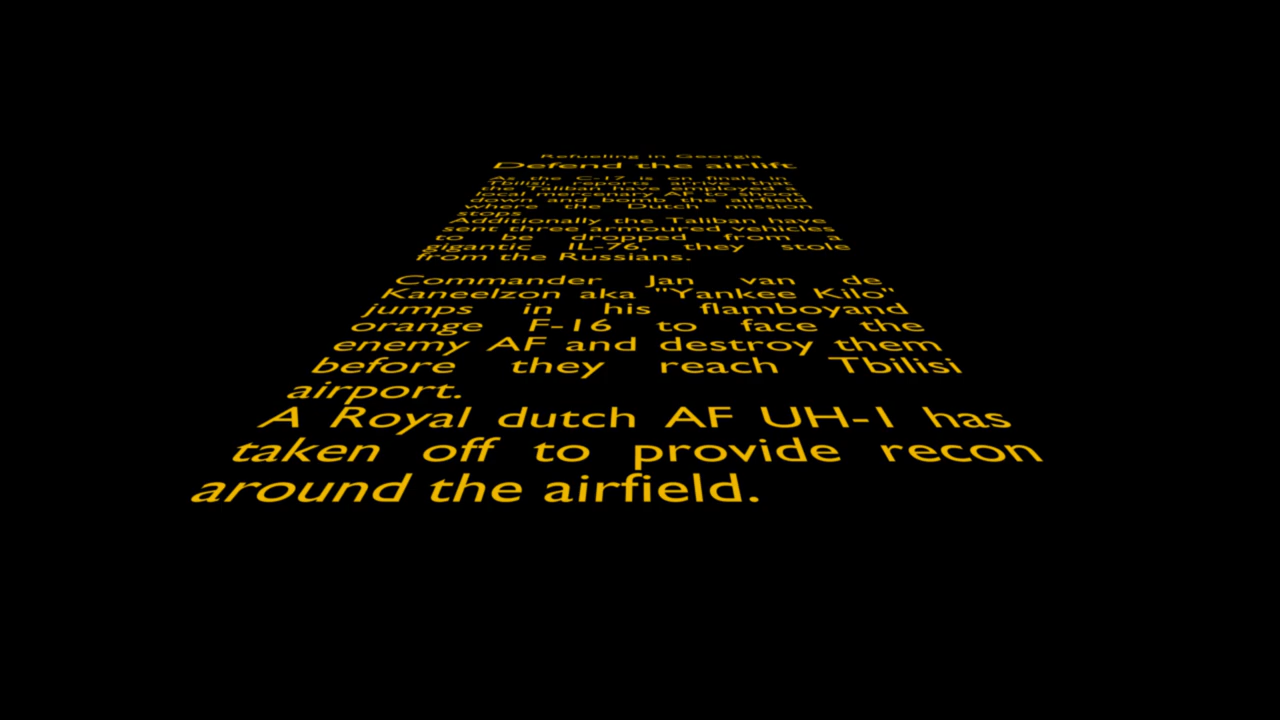 Refueling in Georgia
Defend the airlift
As the C-17 is on finals in
Tbilisi, reports arrive that
the Taliban have employed a
local mercenary AF to shoot
down and bomb the airfield
where the Dutch mission
stops
Additionally the Taliban have
sent three armoured vehicles
to be dropped from a
gigantic IL-76, they stole
from the Russians.
Commander Jan van de
Kaneelzon aka "Yankee Kilo"
jumps in his flamboyand
orange F-16 to face the
enemy AF and destroy them
before they reach Tbilisi
airport.
A Royal dutch AF UH-1 has
taken off to provide recon
around the airfield.